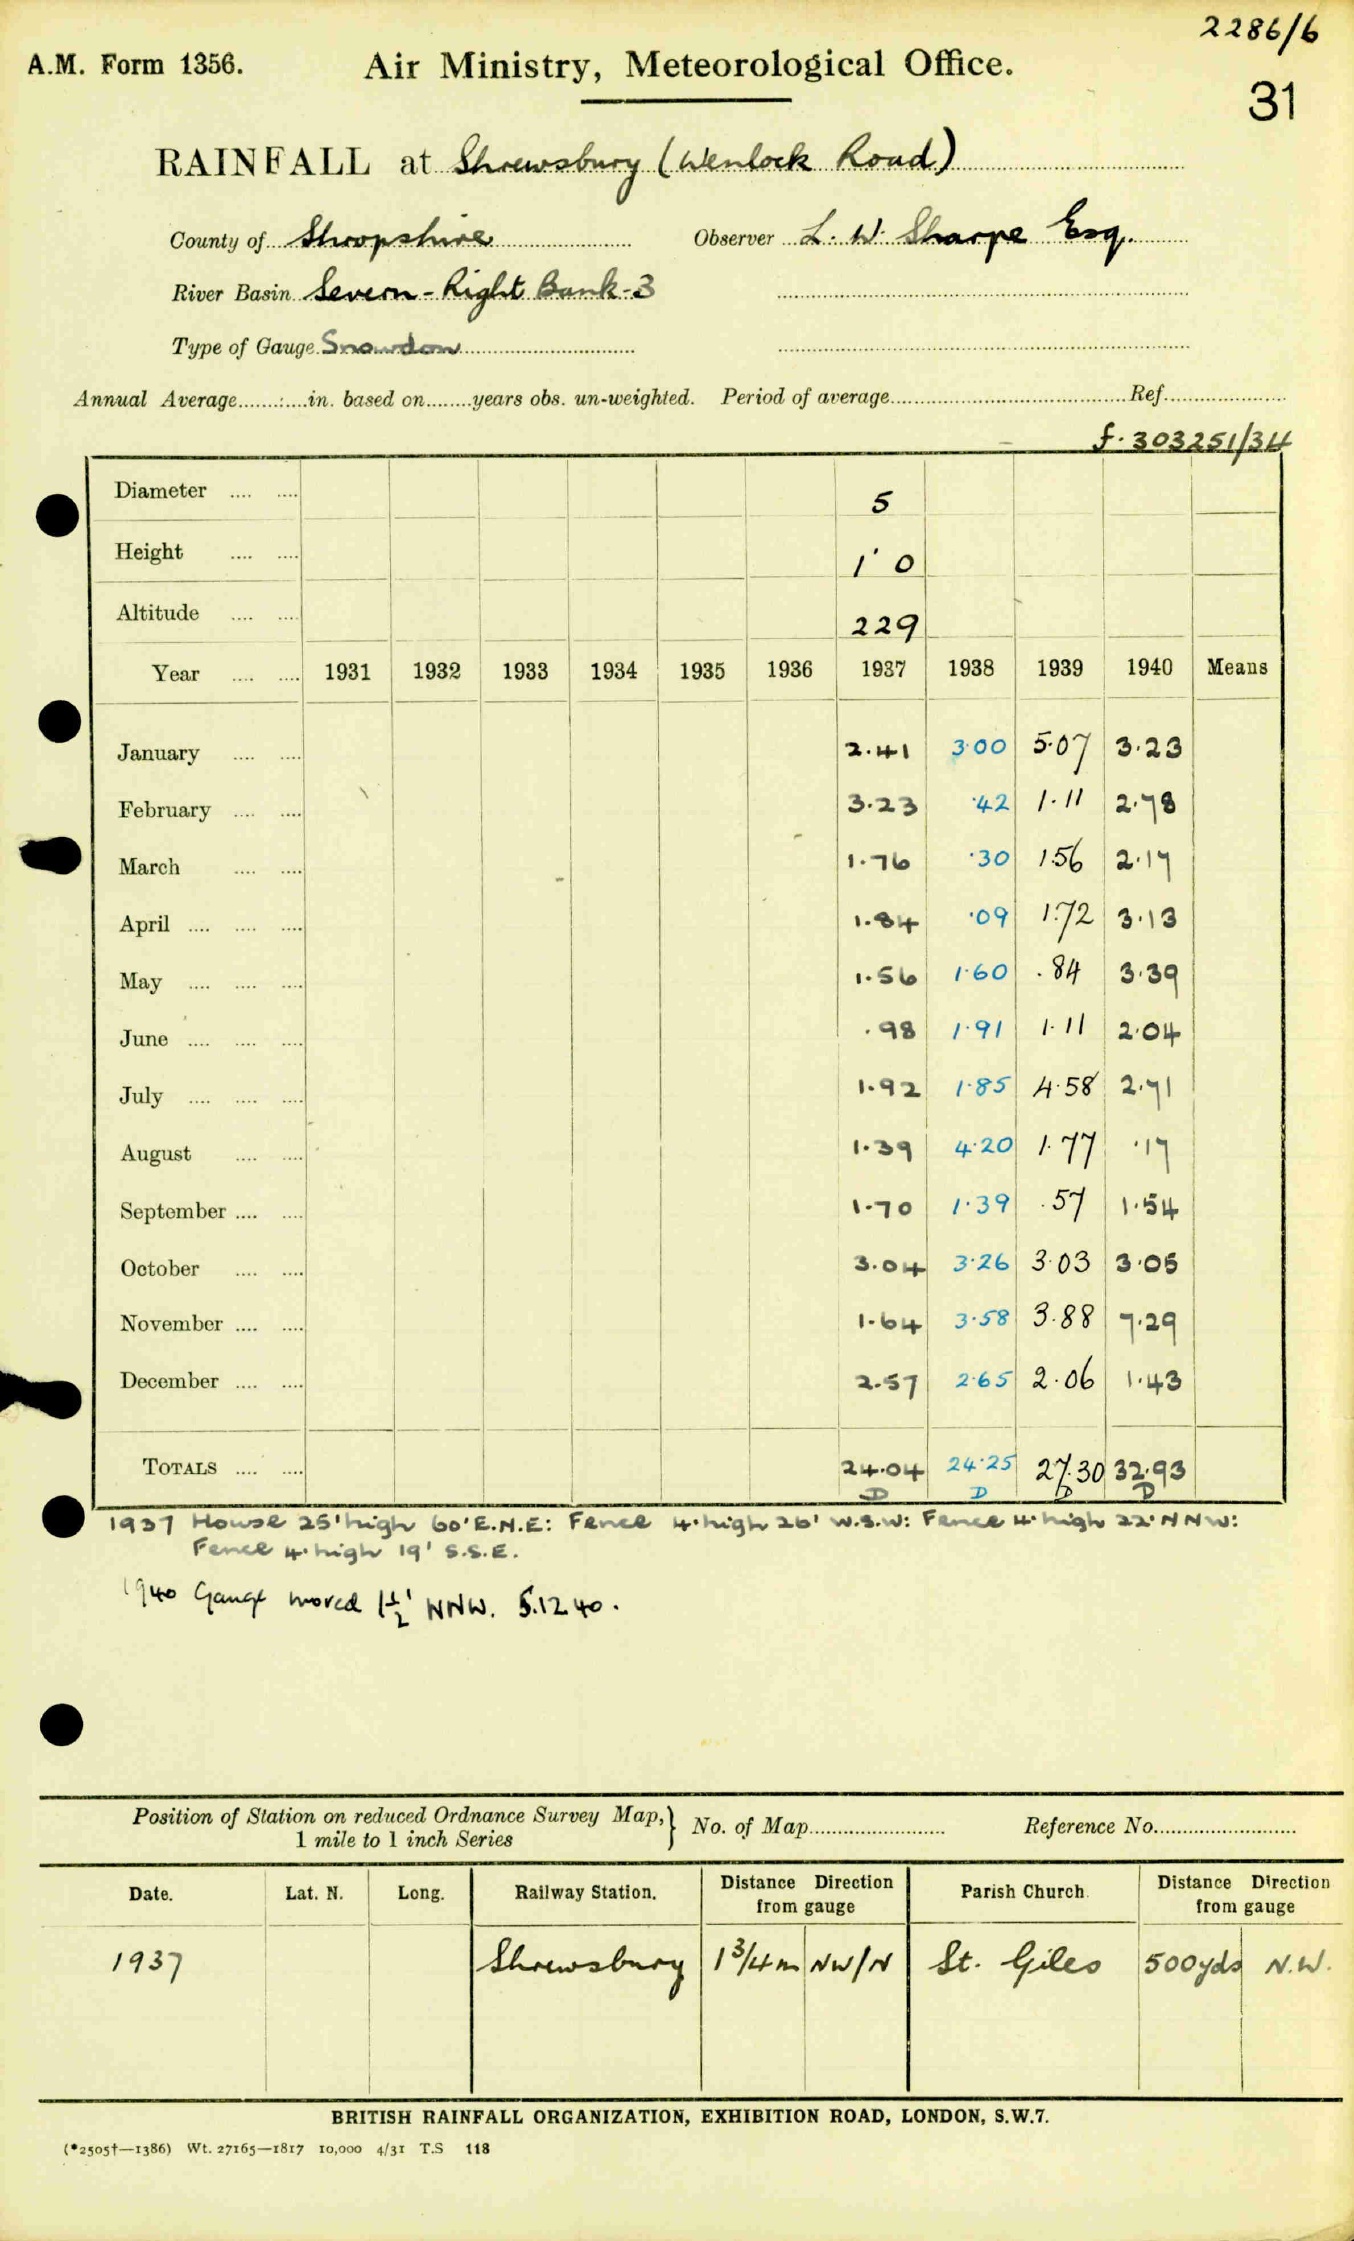 2286/6
A.M. Form 1356. Air Ministry, Meteorological Office.
31
RAINFALL at Shrewsbury (Wenlock Road)
County of Shropshire Observer L. W. Sharpe Esq.
River Basin Severn - Right Bank - 3
Type of Gauge Snowdon
Annual Average in. based on years obs. un-weighted. Period of average Ref.
f. 303251/34
Diameter 5
Height 1' 0
Altitude 229
Year 1931 1932 1933 1934 1935 1936 1937 1938 1939 1940 Means
January 2.41 3.00 5.07 3.23
February 3.23 .42 1.11 2.78
March 1.76 .30 1.56 2.17
April 1.84 .09 1.72 3.13
May 1.56 1.60 .84 3.39
June .98 1.91 1.11 2.04
July 1.92 1.85 4.58 2.71
August 1.39 4.20 1.77 .17
September 1.70 1.39 .57 1.54
October 3.04 3.26 3.03 3.05
November 1.64 3.58 3.88 7.29
December 2.57 2.65 2.06 1.43
TOTALS 24.04 24.25 27.30 32.93
D D D D
1937 House 25' high 60' E.N.E: Fence 4' high 26' W.S.W: Fence 4' high 22' N N W:
Fence 4' high 19' S.S.E.
1940 Gauge moved 1½' NNW. 5.12.40.
Position of Station on reduced Ordnance Survey Map, } No. of Map Reference No.
1 mile to 1 inch Series
Date. Lat. N. Long. Railway Station. Distance Direction from gauge Parish Church Distance Direction from gauge
1937 Shrewsbury 1 3/4 m NW/N St. Giles 500yds N.W.
BRITISH RAINFALL ORGANIZATION, EXHIBITION ROAD, LONDON, S.W.7.
(*2505†—1386) Wt. 27165—1817 10,000 4/31 T.S 118